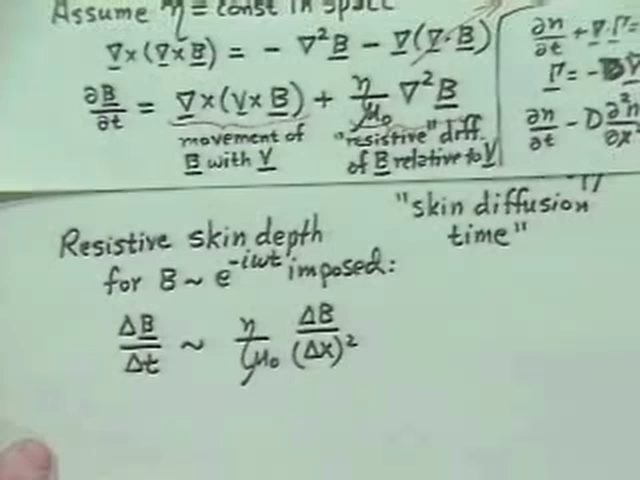 Assume η = const in space
∇×(∇×B) = - ∇²B - ∇(∇·B)
∂B/∂t = ∇×(V×B) + η/μ₀ ∇²B
movement of B with V
"resistive" diff. of B relative to V
∂n/∂t + ∇·Γ =
Γ = -D∇
∂n/∂t - D ∂²n/∂x
"skin diffusion time"
Resistive skin depth
for B ~ e^-iωt imposed:
ΔB/Δt ~ η/μ₀ ΔB/(Δx)²